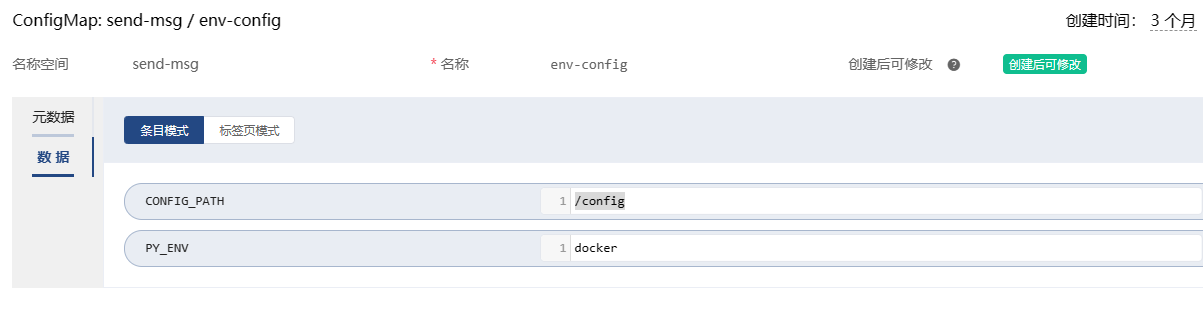 ConfigMap: send-msg / env-config 创建时间： 3 个月
名称空间 send-msg * 名称 env-config 创建后可修改 ? 创建后可修改
元数据
条目模式 标签页模式
数据
CONFIG_PATH 1 /config
PY_ENV 1 docker